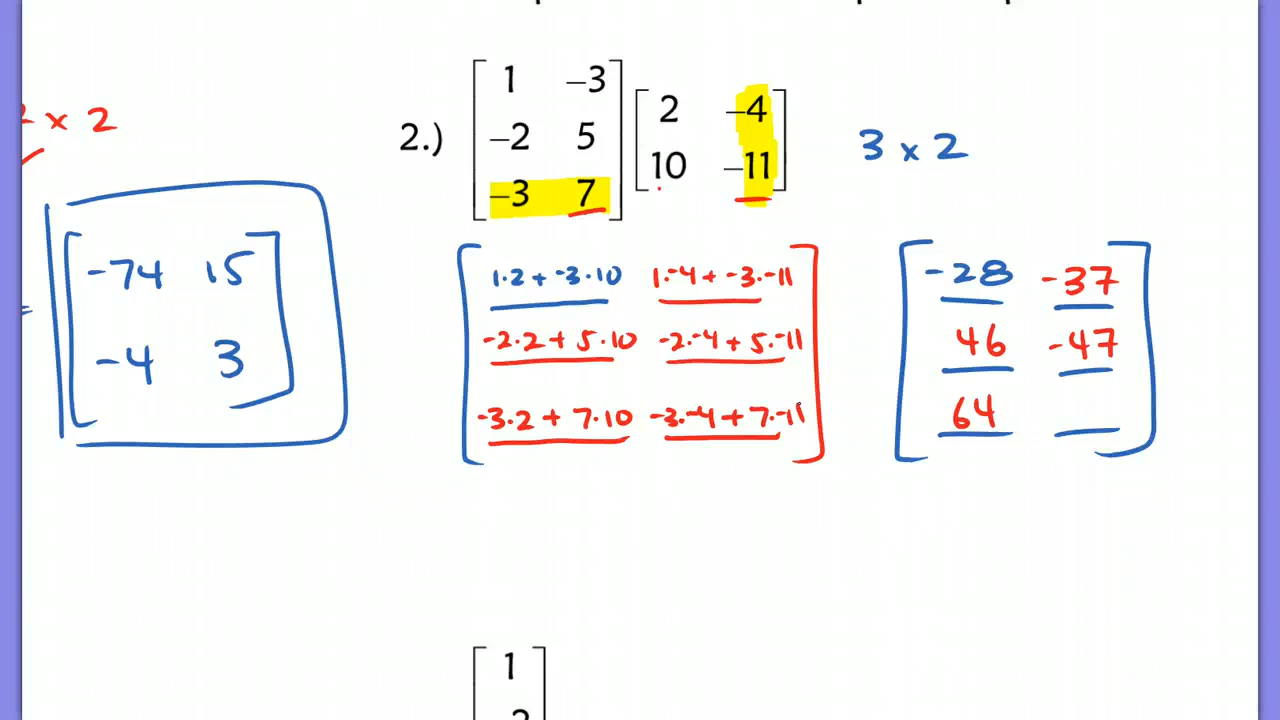 2 x 2
2.) [ 1 –3 ] [ 2 –4 ] 3 x 2
–2 5 10 –11
–3 7
= [ -74 15 ]
-4 3
[ 1·2 + -3·10 1·-4 + -3·-11 ] [ -28 -37 ]
-2·2 + 5·10 -2·-4 + 5·-11 46 -47
-3·2 + 7·10 -3·-4 + 7·-11 64 __
1